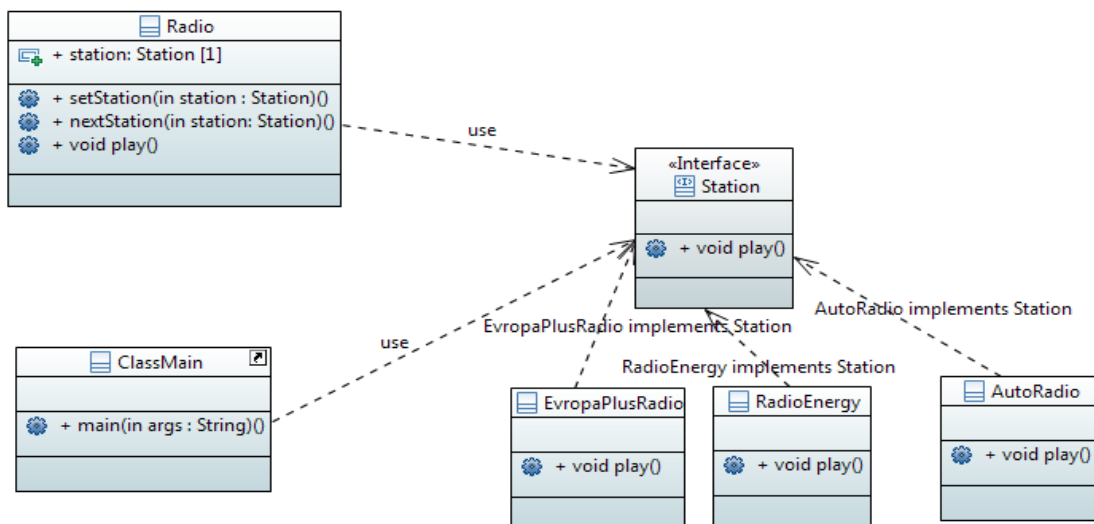 Radio
+ station: Station [1]
+ setStation(in station : Station)()
+ nextStation(in station: Station)()
+ void play()
use
«Interface»
Station
+ void play()
AutoRadio implements Station
EvropaPlusRadio implements Station
use
RadioEnergy implements Station
ClassMain
+ main(in args : String)()
EvropaPlusRadio
+ void play()
RadioEnergy
+ void play()
AutoRadio
+ void play()